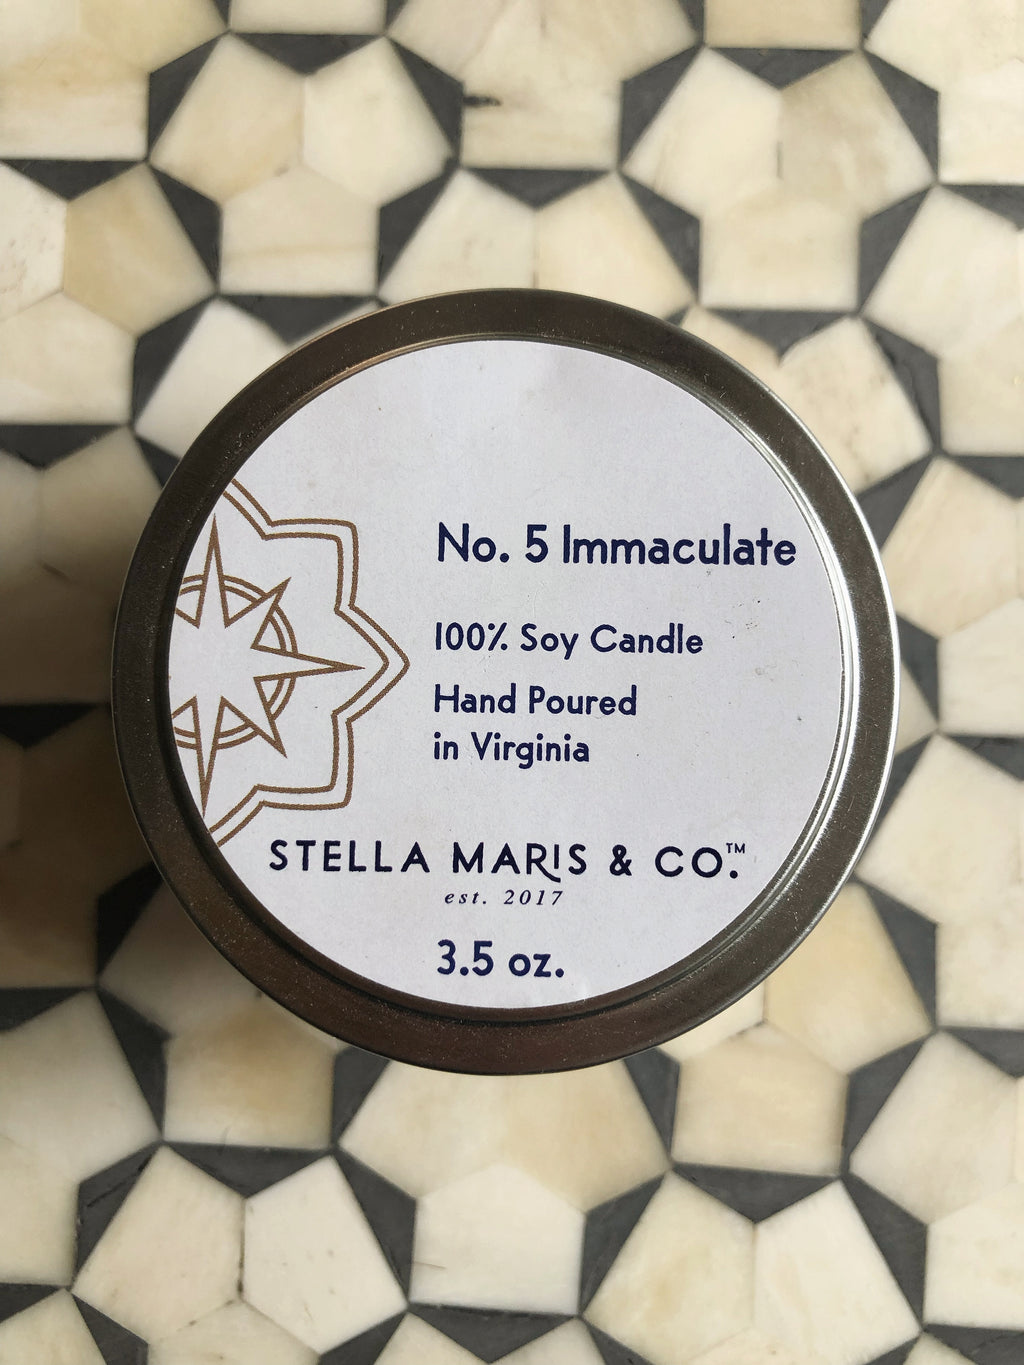 No. 5 Immaculate
100% Soy Candle
Hand Poured
in Virginia
STELLA MARIS & CO.™
est. 2017
3.5 oz.